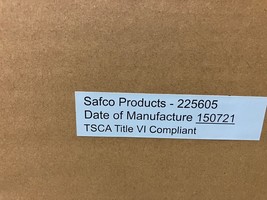 Safco Products - 225605
Date of Manufacture 150721
TSCA Title VI Compliant